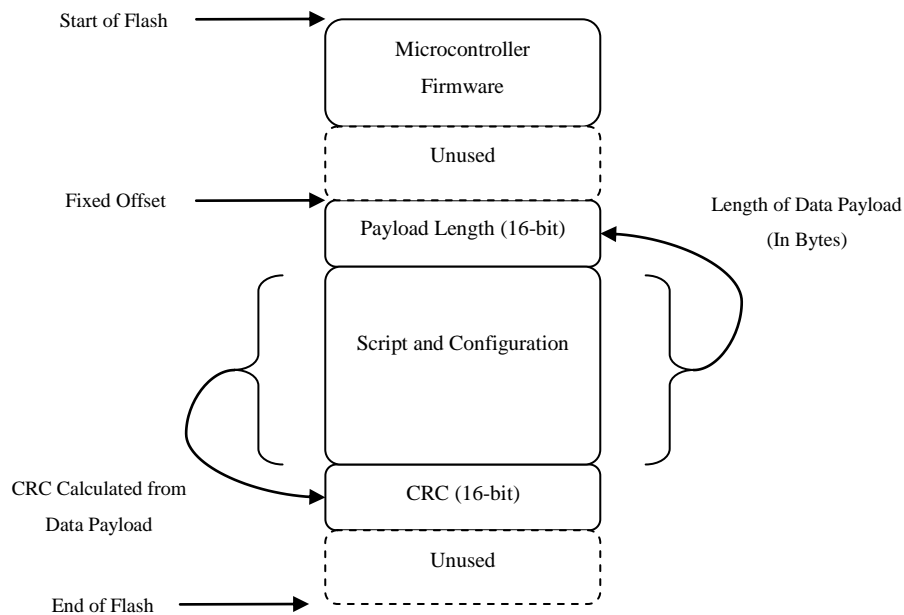 Start of Flash
Microcontroller
Firmware
Unused
Fixed Offset
Payload Length (16-bit)
Length of Data Payload
(In Bytes)
Script and Configuration
CRC Calculated from
Data Payload
CRC (16-bit)
Unused
End of Flash